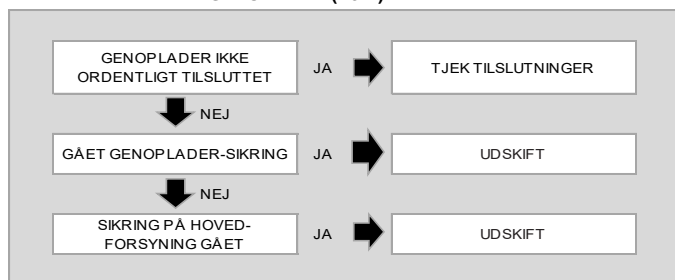 GENOPLADER IKKE
ORDENTLIGT TILSLUTTET
JA
TJEK TILSLUTNINGER
NEJ
GÅET GENOPLADER-SIKRING
JA
UDSKIFT
NEJ
SIKRING PÅ HOVED-
FORSYNING GÅET
JA
UDSKIFT